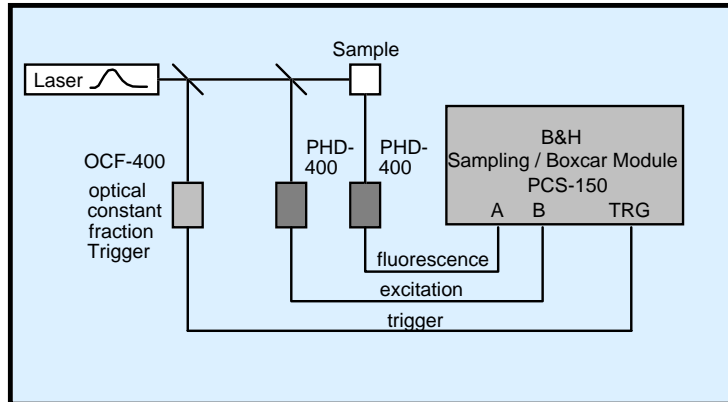 Sample
Laser
OCF-400
optical
constant
fraction
Trigger
PHD-
400
PHD-
400
B&H
Sampling / Boxcar Module
PCS-150
A B TRG
fluorescence
excitation
trigger